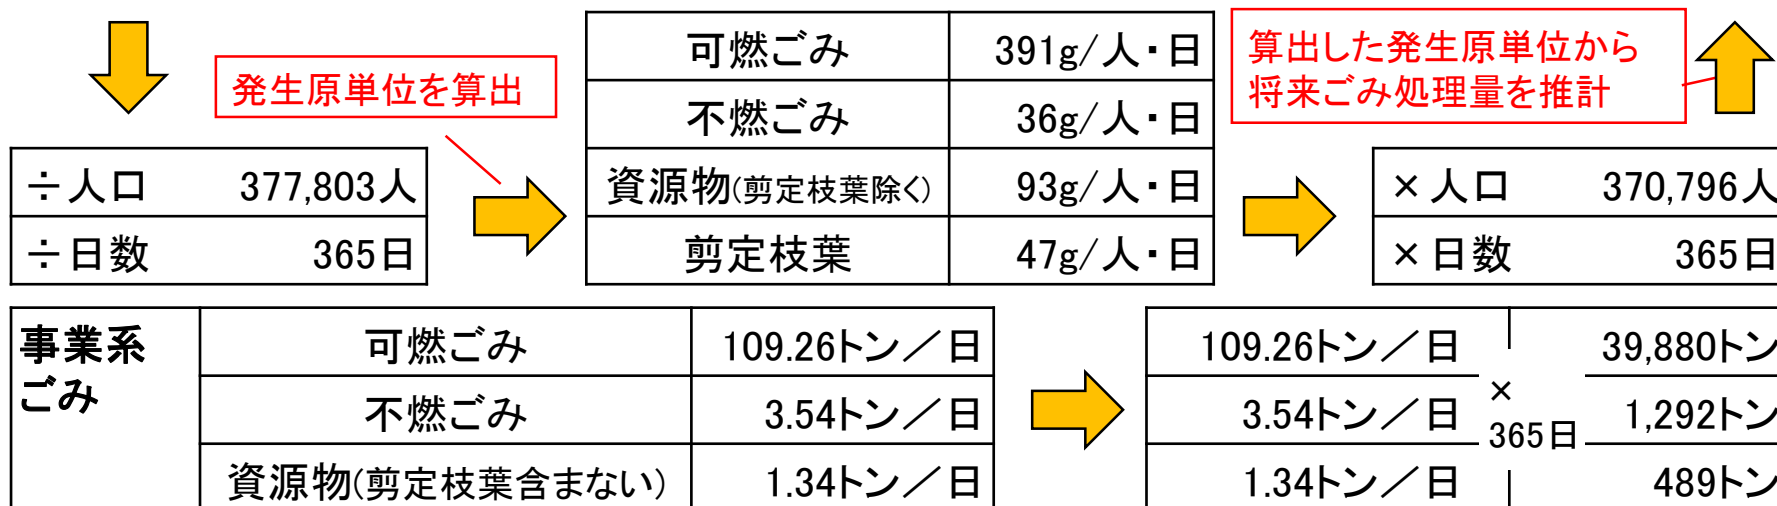 発生原単位を算出
可燃ごみ 391g/人・日
不燃ごみ 36g/人・日
資源物(剪定枝葉除く) 93g/人・日
剪定枝葉 47g/人・日
算出した発生原単位から
将来ごみ処理量を推計
÷人口 377,803人
÷日数 365日
×人口 370,796人
×日数 365日
事業系
ごみ
可燃ごみ 109.26トン／日
不燃ごみ 3.54トン／日
資源物(剪定枝葉含まない) 1.34トン／日
109.26トン／日 39,880トン
3.54トン／日 1,292トン
1.34トン／日 489トン
×
365日